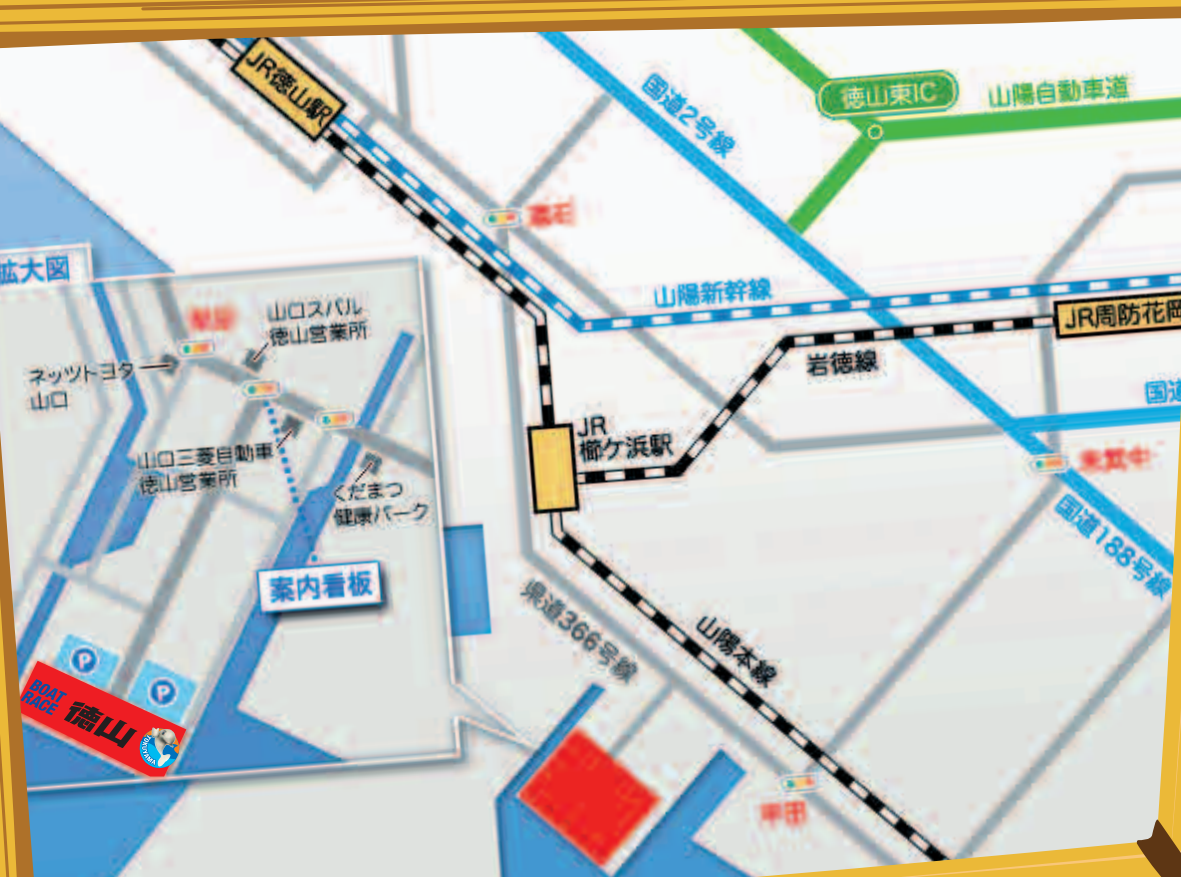 JR徳山駅
国道2号線
徳山東IC
山陽自動車道
拡大図
山口スバル
徳山営業所
ネッツトヨタ
山口
山口三菱自動車
徳山営業所
くだまつ
健康パーク
案内看板
P
P
BOAT
RACE
徳山
TOKUYAMA
山陽新幹線
岩徳線
JR周防花岡
国道
JR
櫛ケ浜駅
国道188号線
県道366号線
山陽本線